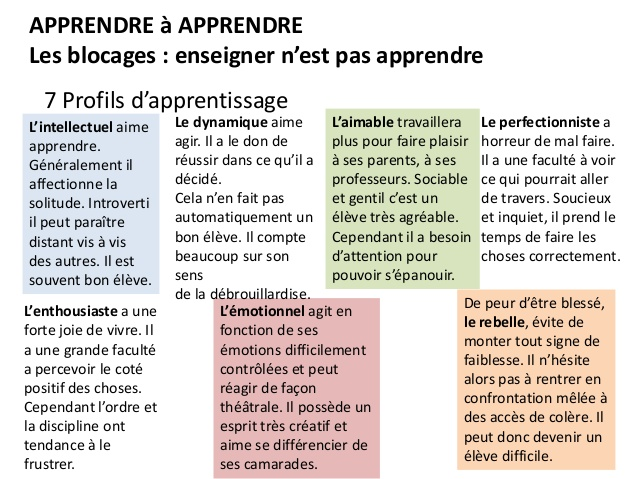 APPRENDRE à APPRENDRE
Les blocages : enseigner n’est pas apprendre
7 Profils d’apprentissage
L’intellectuel aime
apprendre.
Généralement il
affectionne la
solitude. Introverti
il peut paraître
distant vis à vis
des autres. Il est
souvent bon élève.
Le dynamique aime
agir. Il a le don de
réussir dans ce qu’il a
décidé.
Cela n’en fait pas
automatiquement un
bon élève. Il compte
beaucoup sur son
sens
de la débrouillardise.
L’aimable travaillera
plus pour faire plaisir
à ses parents, à ses
professeurs. Sociable
et gentil c’est un
élève très agréable.
Cependant il a besoin
d’attention pour
pouvoir s’épanouir.
Le perfectionniste a
horreur de mal faire.
Il a une faculté à voir
ce qui pourrait aller
de travers. Soucieux
et inquiet, il prend le
temps de faire les
choses correctement.
L’enthousiaste a une
forte joie de vivre. Il
a une grande faculté
a percevoir le coté
positif des choses.
Cependant l’ordre et
la discipline ont
tendance à le
frustrer.
L’émotionnel agit en
fonction de ses
émotions difficilement
contrôlées et peut
réagir de façon
théâtrale. Il possède un
esprit très créatif et
aime se différencier de
ses camarades.
De peur d’être blessé,
le rebelle, évite de
monter tout signe de
faiblesse. Il n’hésite
alors pas à rentrer en
confrontation mêlée à
des accès de colère. Il
peut donc devenir un
élève difficile.